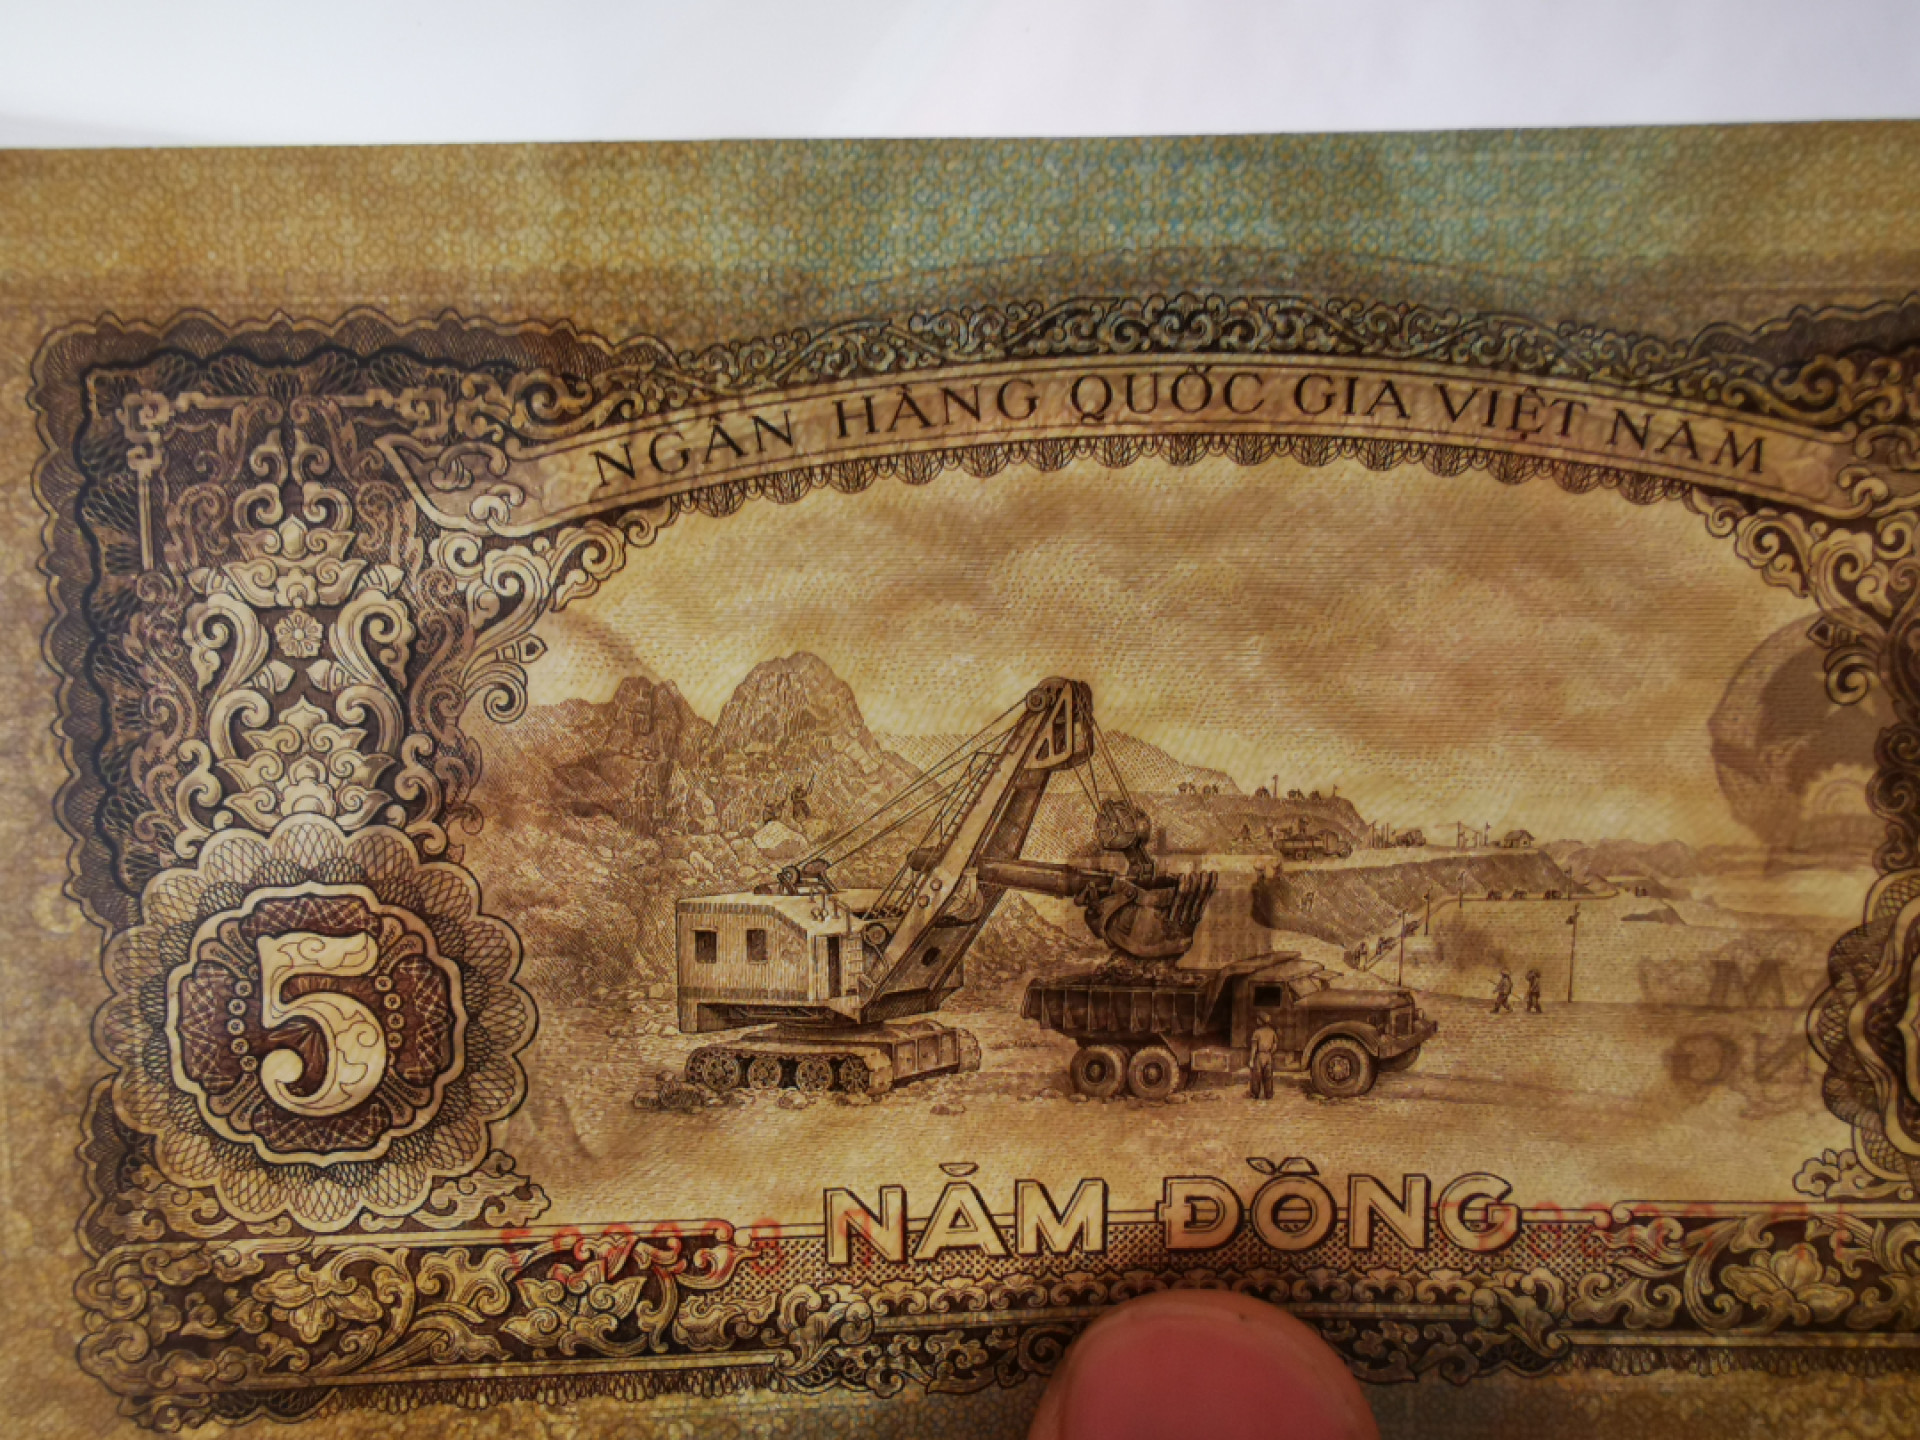 NGÂN HÀNG QUỐC GIA VIỆT NAM
5
NĂM ĐỒNG